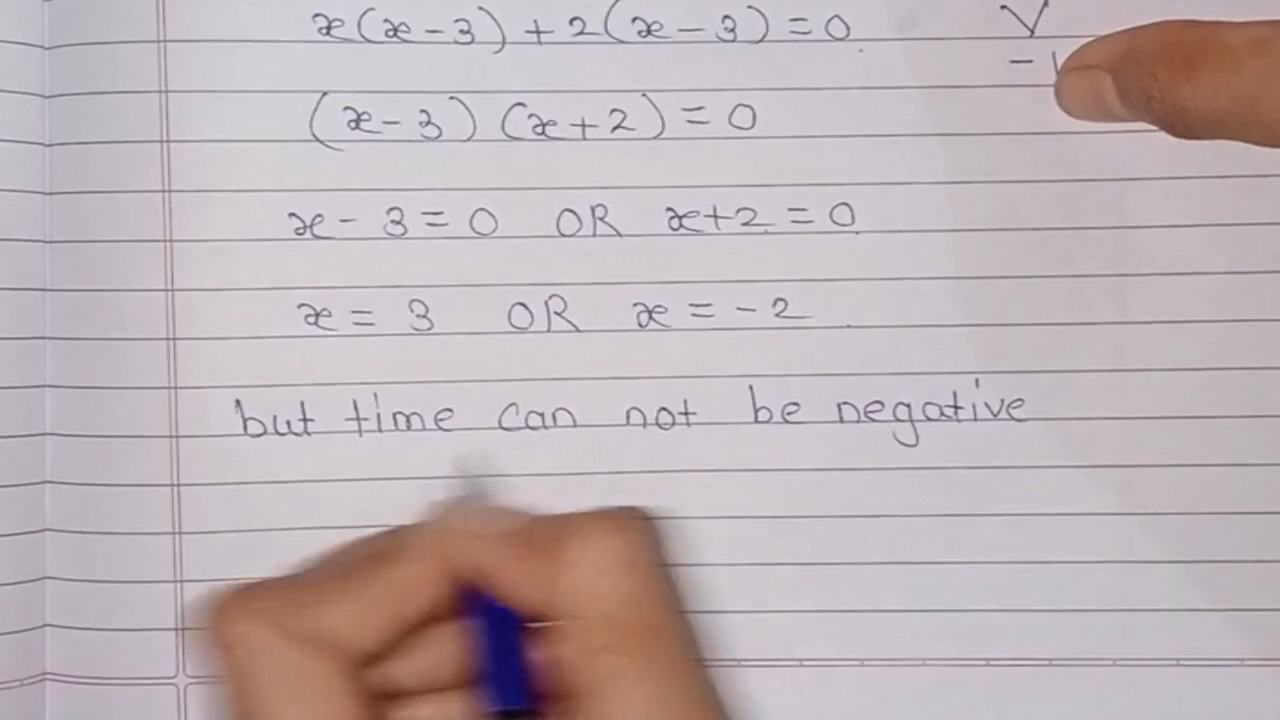 x(x-3)+2(x-3)=0
(x-3)(x+2)=0
x-3=0 OR x+2=0
x=3 OR x=-2
but time can not be negative